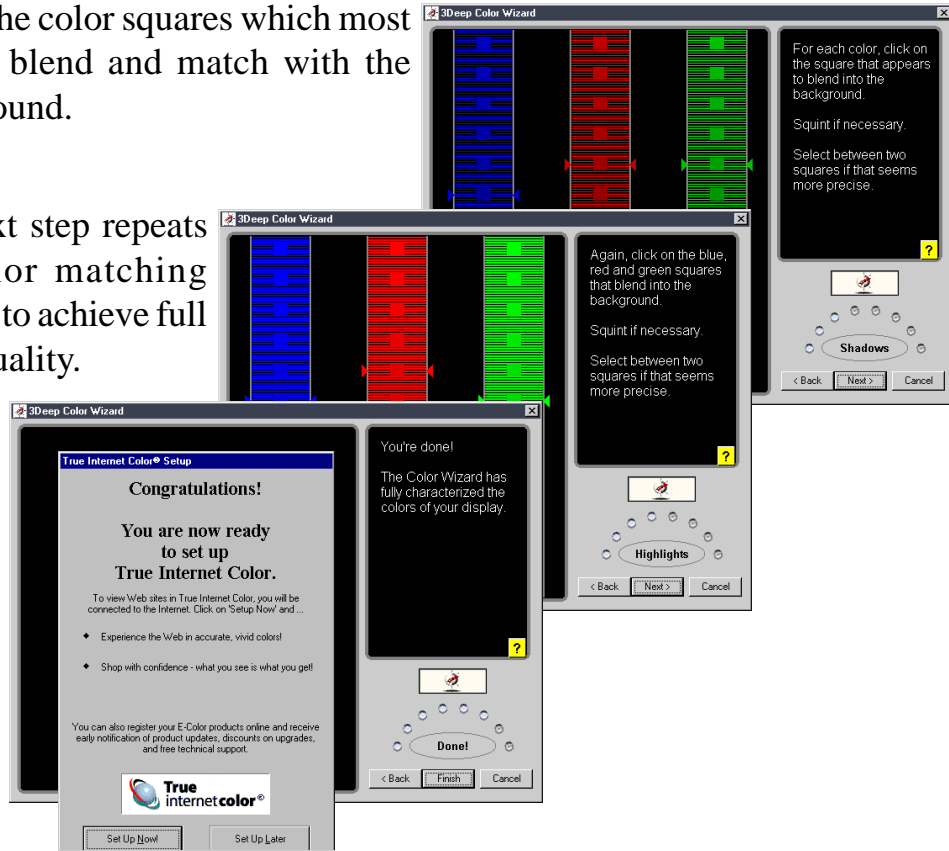 he color squares which most
blend and match with the
ound.
xt step repeats
or matching
to achieve full
uality.
3Deep Color Wizard
For each color, click on
the square that appears
to blend into the
background.
Squint if necessary.
Select between two
squares if that seems
more precise.
?
Shadows
< Back Next > Cancel
3Deep Color Wizard
Again, click on the blue,
red and green squares
that blend into the
background.
Squint if necessary.
Select between two
squares if that seems
more precise.
?
Highlights
< Back Next > Cancel
3Deep Color Wizard
True Internet Color® Setup
Congratulations!
You are now ready
to set up
True Internet Color.
To view Web sites in True Internet Color, you will be
connected to the Internet. Click on 'Setup Now' and ...
◆ Experience the Web in accurate, vivid colors!
◆ Shop with confidence - what you see is what you get!
You can also register your E-Color products online and receive
early notification of product updates, discounts on upgrades,
and free technical support.
True
internetcolor®
Set Up Now! Set Up Later
You're done!
The Color Wizard has
fully characterized the
colors of your display.
?
Done!
< Back Finish Cancel